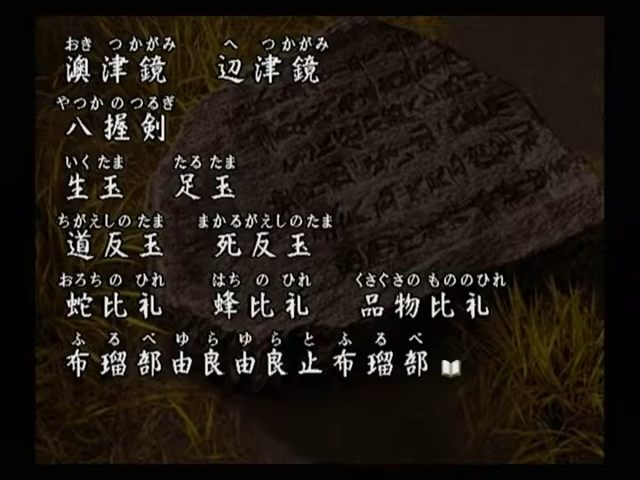 おきつかがみ　へつかがみ
澳津鏡　辺津鏡
やつかのつるぎ
八握剣
いくたま　たるたま
生玉　足玉
ちがえしのたま　まかるがえしのたま
道反玉　死反玉
おろちのひれ　はちのひれ　くさぐさのもののひれ
蛇比礼　蜂比礼　品物比礼
ふるべゆらゆらとふるべ
布瑠部由良由良止布瑠部